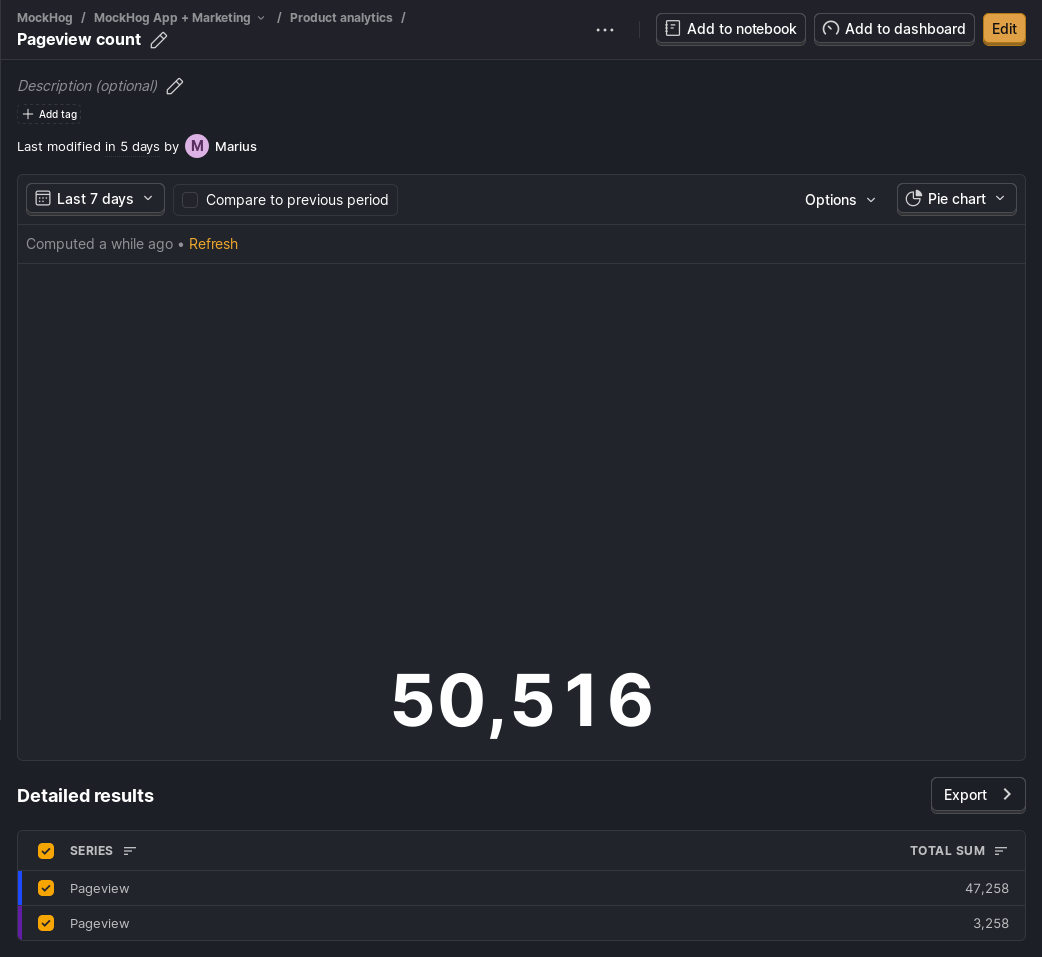 MockHog / MockHog App + Marketing / Product analytics /
Pageview count
Add to notebook
Add to dashboard
Edit
Description (optional)
Add tag
Last modified in 5 days by M Marius
Last 7 days
Compare to previous period
Options
Pie chart
Computed a while ago • Refresh
50,516
Detailed results
Export
SERIES TOTAL SUM
Pageview 47,258
Pageview 3,258